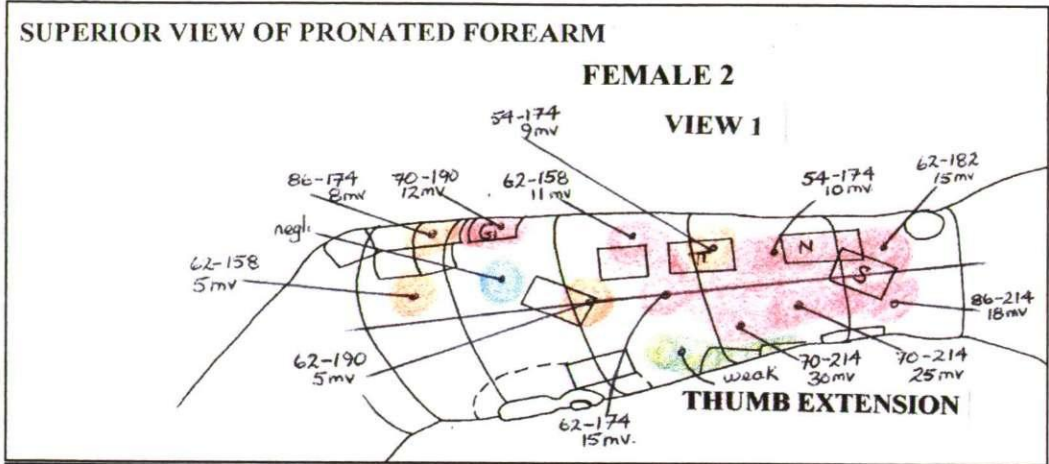 SUPERIOR VIEW OF PRONATED FOREARM
FEMALE 2
VIEW 1
54-174
9mv
86-174
8mv
70-190
12mv
62-158
11mv
54-174
10mv
62-182
15mv
negli
62-158
5mv
G1
N
S
86-214
18mv
62-190
5mv
weak
70-214
30mv
70-214
25mv
62-174
15mv.
THUMB EXTENSION